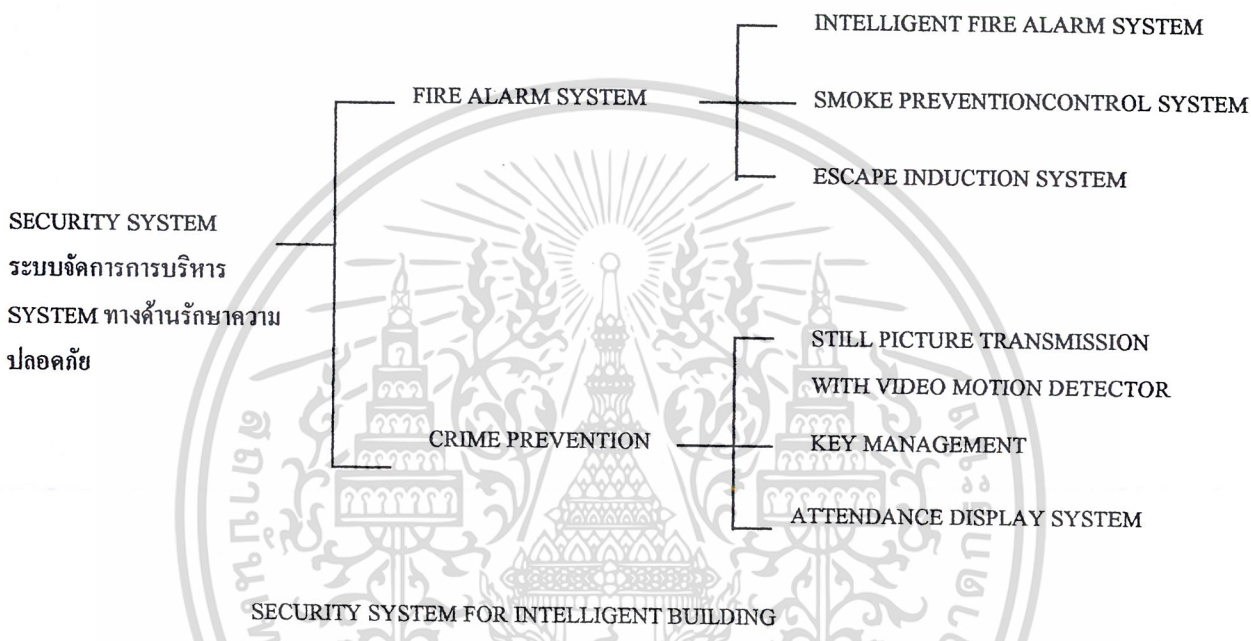 INTELLIGENT FIRE ALARM SYSTEM
FIRE ALARM SYSTEM
SMOKE PREVENTIONCONTROL SYSTEM
ESCAPE INDUCTION SYSTEM
SECURITY SYSTEM
ระบบจัดการการบริหาร
SYSTEM ทางด้านรักษาความ
ปลอดภัย
STILL PICTURE TRANSMISSION
WITH VIDEO MOTION DETECTOR
CRIME PREVENTION
KEY MANAGEMENT
ATTENDANCE DISPLAY SYSTEM
SECURITY SYSTEM FOR INTELLIGENT BUILDING